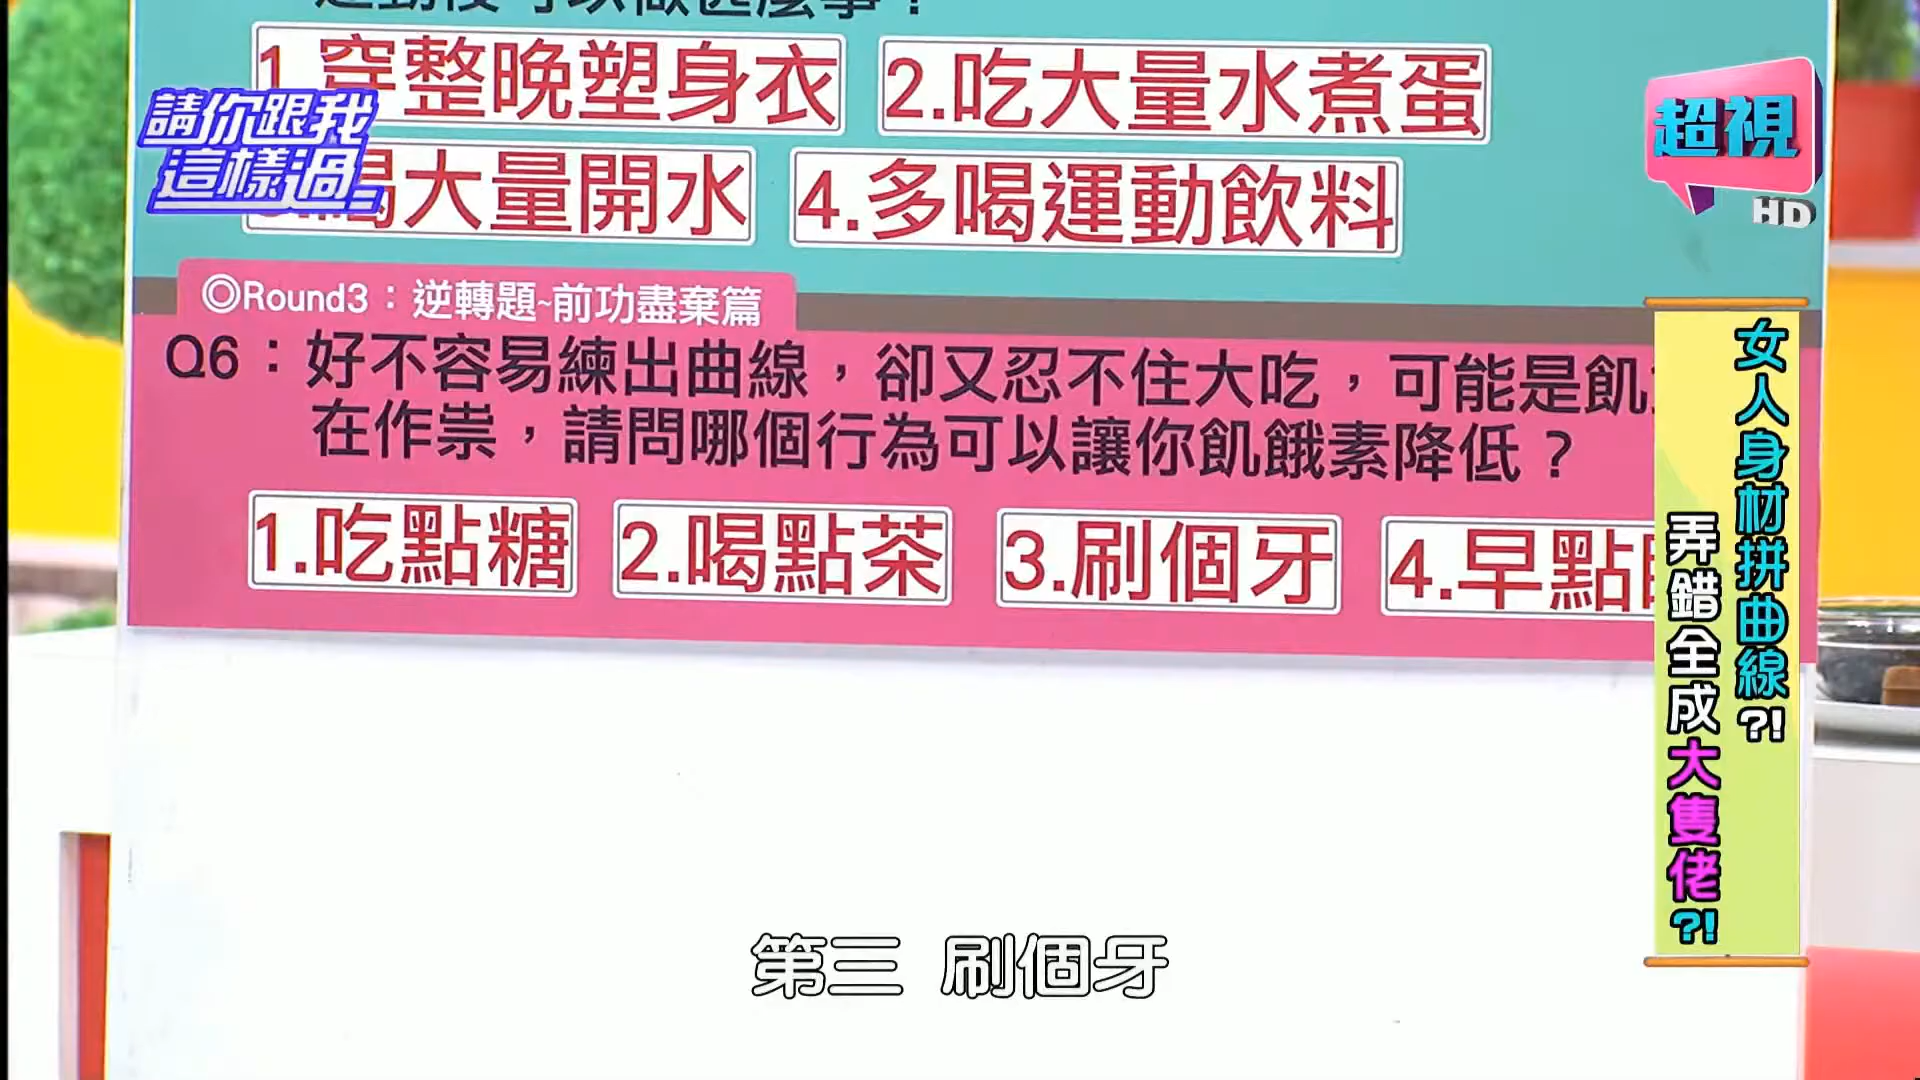 1.穿整晚塑身衣
2.吃大量水煮蛋
喝大量開水
4.多喝運動飲料
請你跟我
這樣過
超視
HD
◎Round3：逆轉題~前功盡棄篇
Q6：好不容易練出曲線，卻又忍不住大吃，可能是飢
在作祟，請問哪個行為可以讓你飢餓素降低？
1.吃點糖
2.喝點茶
3.刷個牙
4.早點
女人身材拼曲線?!
弄錯全成大隻佬?!
第三 刷個牙